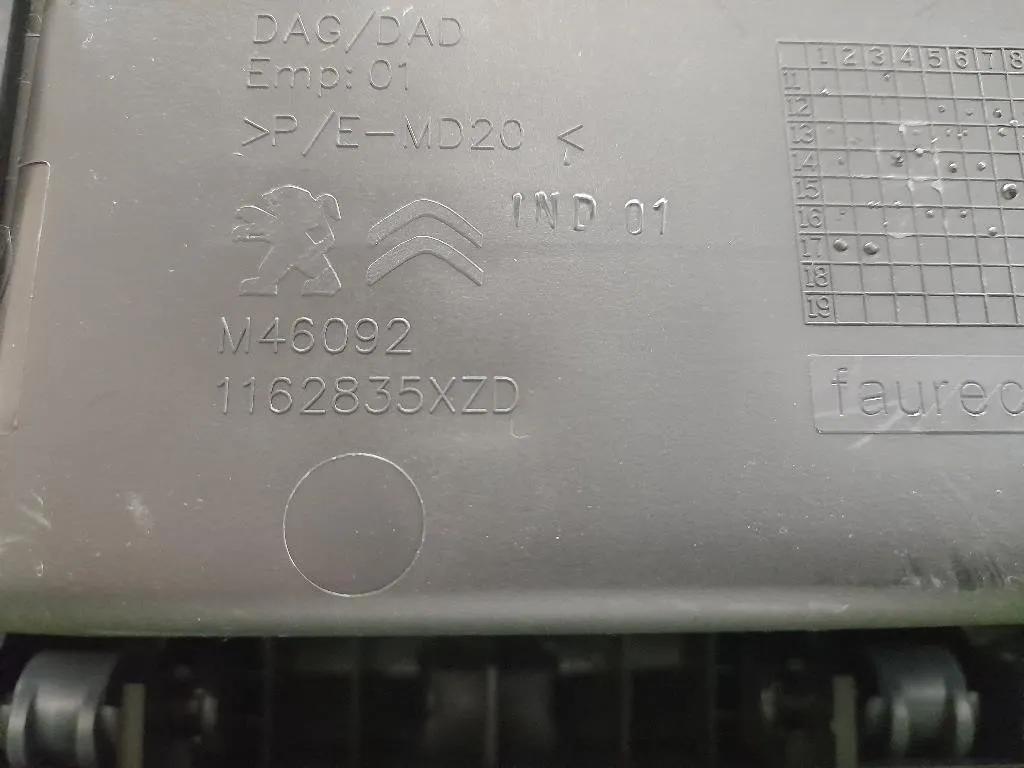 DAG/DAD
Emp: 01
>P/E-MD20 <
IND 01
M46092
1162835XZD
1 2 3 4 5 6 7 8
11
12
13
14
15
16
17
18
19
faurec